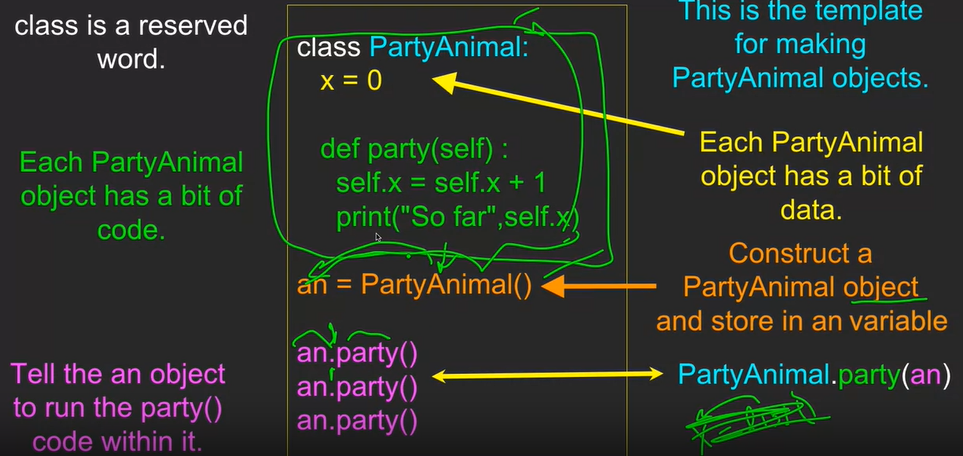 class is a reserved
word.
Each PartyAnimal
object has a bit of
code.
Tell the an object
to run the party()
code within it.
class PartyAnimal:
x = 0
def party(self) :
self.x = self.x + 1
print("So far",self.x)
an = PartyAnimal()
an.party()
an.party()
an.party()
This is the template
for making
PartyAnimal objects.
Each PartyAnimal
object has a bit of
data.
Construct a
PartyAnimal object
and store in an variable
PartyAnimal.party(an)